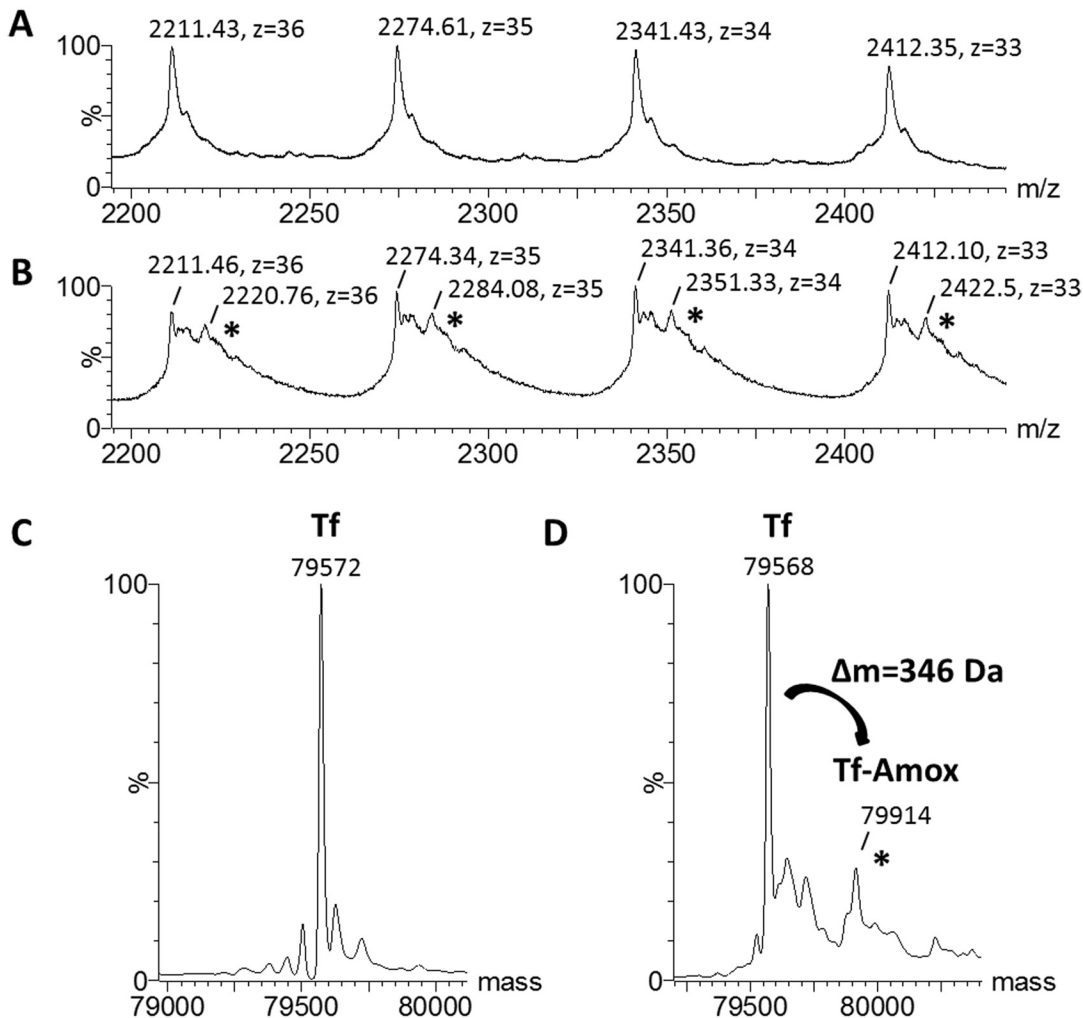 A
2211.43, z=36
2274.61, z=35
2341.43, z=34
2412.35, z=33
100
%
0
2200
2250
2300
2350
2400
m/z
B
2211.46, z=36
2220.76, z=36
*
2274.34, z=35
2284.08, z=35
*
2341.36, z=34
2351.33, z=34
*
2412.10, z=33
2422.5, z=33
*
100
%
0
2200
2250
2300
2350
2400
m/z
C
Tf
79572
100
%
0
79000
79500
80000
mass
D
Tf
79568
100
Δm=346 Da
Tf-Amox
79914
*
%
0
79500
80000
mass